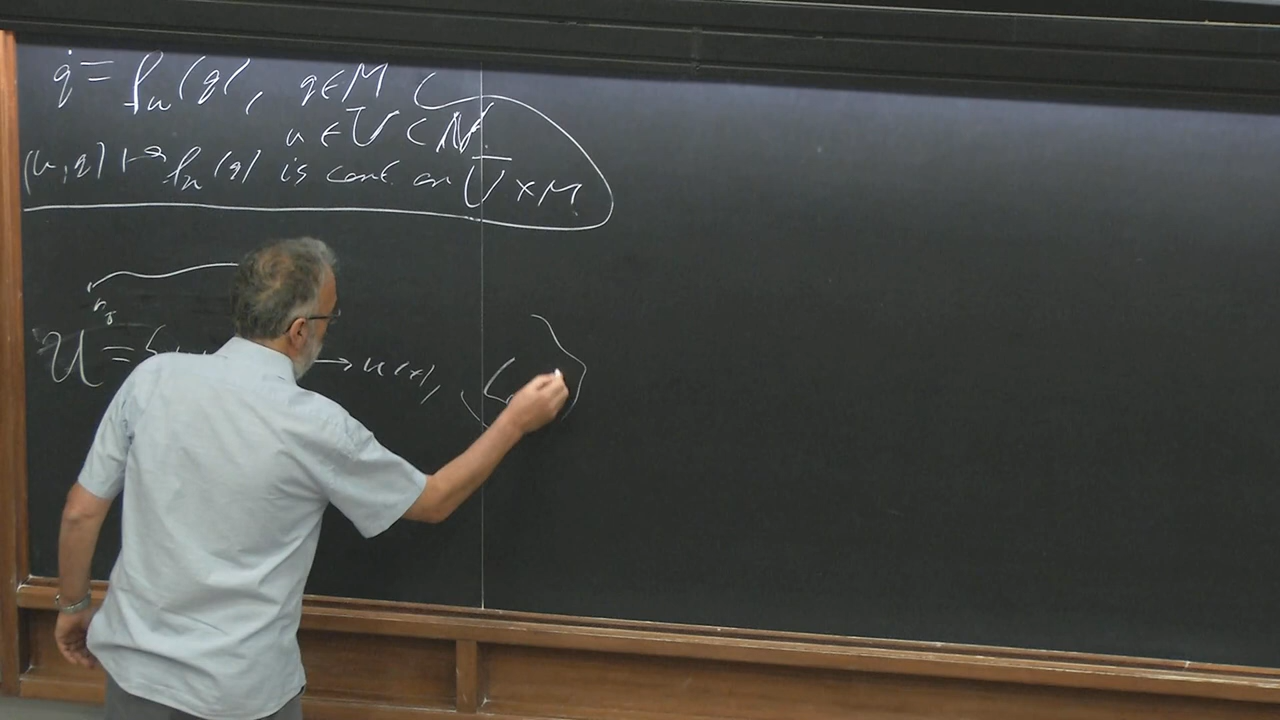 q̇ = f_u(q), q ∈ M
u ∈ U ⊂ N.
(u, q) ↦ f_u(q) is cont. on U̅ × M.
𝒰 = { → u(t),